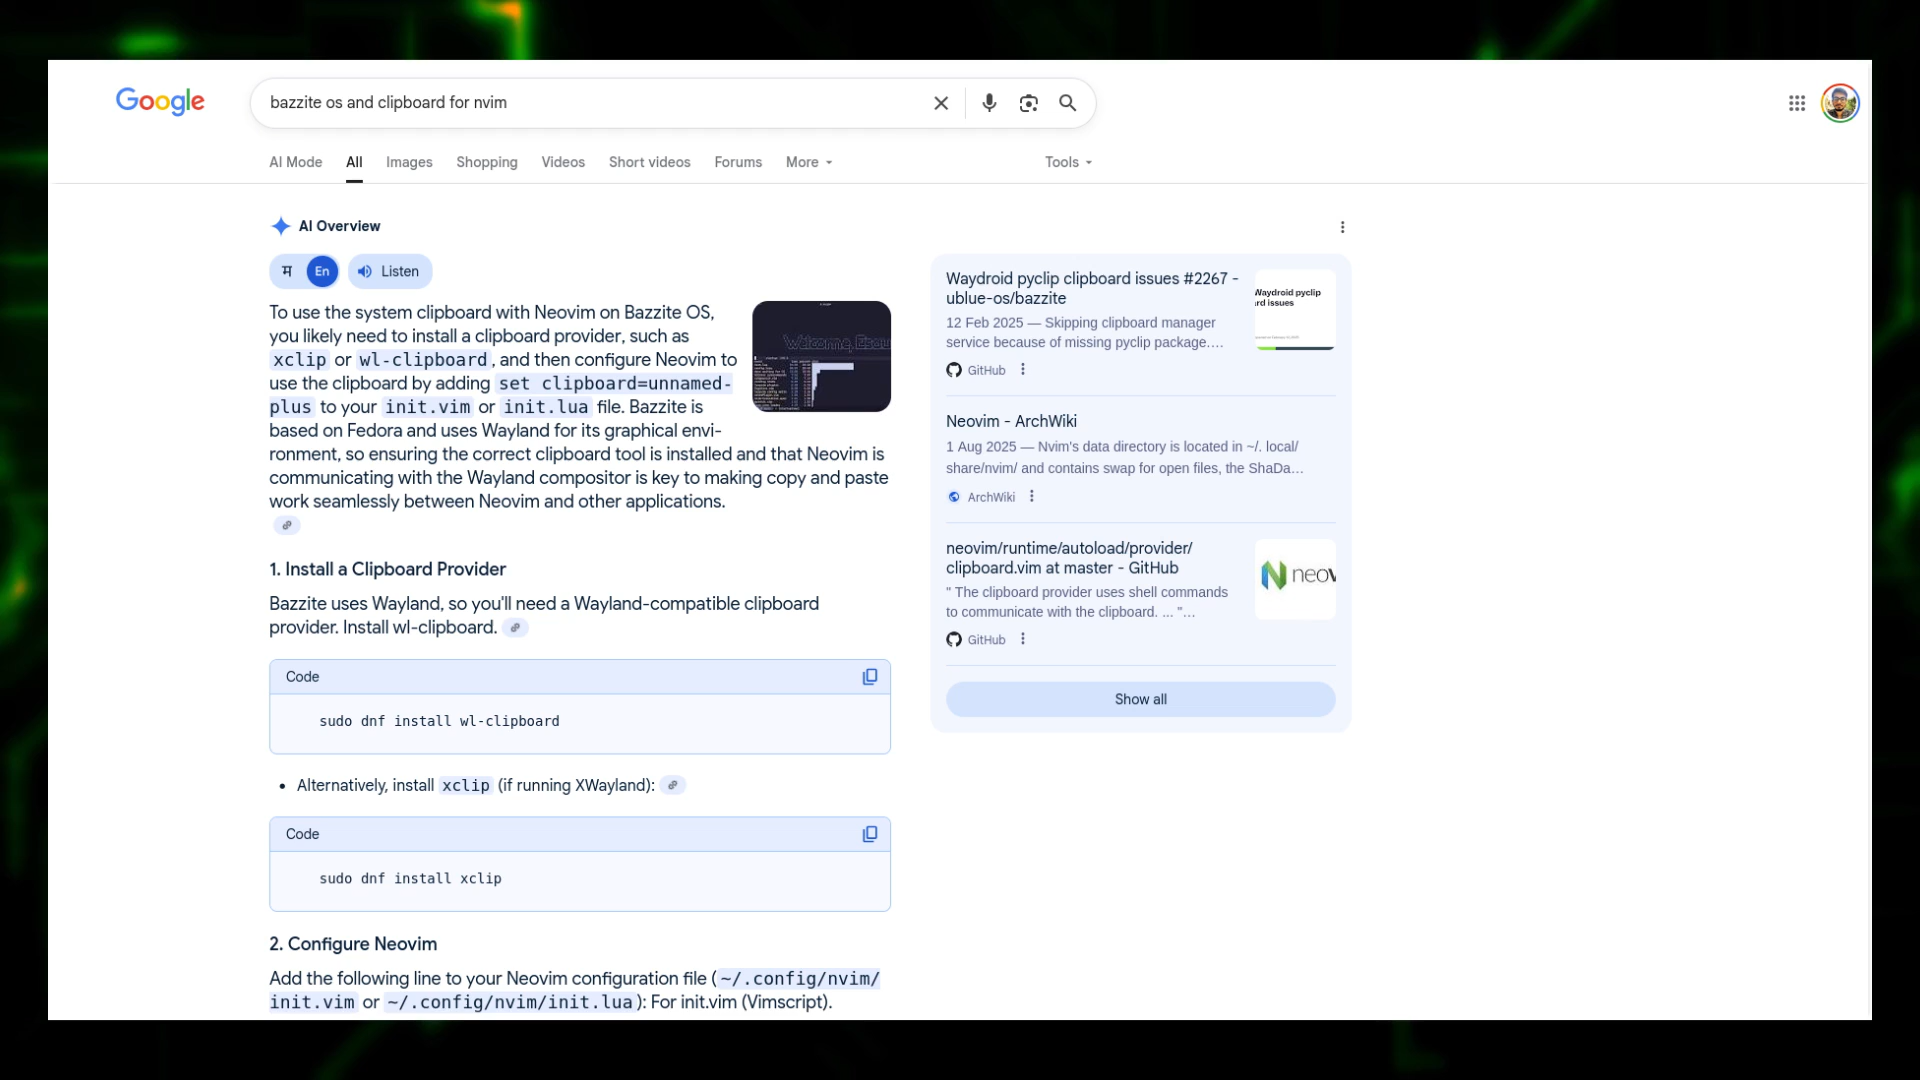 Google
bazzite os and clipboard for nvim
AI Mode All Images Shopping Videos Short videos Forums More Tools
AI Overview
म En Listen
To use the system clipboard with Neovim on Bazzite OS,
you likely need to install a clipboard provider, such as
xclip or wl-clipboard, and then configure Neovim to
use the clipboard by adding set clipboard=unnamed-
plus to your init.vim or init.lua file. Bazzite is
based on Fedora and uses Wayland for its graphical envi-
ronment, so ensuring the correct clipboard tool is installed and that Neovim is
communicating with the Wayland compositor is key to making copy and paste
work seamlessly between Neovim and other applications.
1. Install a Clipboard Provider
Bazzite uses Wayland, so you'll need a Wayland-compatible clipboard
provider. Install wl-clipboard.
Code
sudo dnf install wl-clipboard
• Alternatively, install xclip (if running XWayland):
Code
sudo dnf install xclip
2. Configure Neovim
Add the following line to your Neovim configuration file (~/.config/nvim/
init.vim or ~/.config/nvim/init.lua): For init.vim (Vimscript).
Waydroid pyclip clipboard issues #2267 -
ublue-os/bazzite
12 Feb 2025 — Skipping clipboard manager
service because of missing pyclip package....
GitHub
Waydroid pyclip
rd issues
Neovim - ArchWiki
1 Aug 2025 — Nvim's data directory is located in ~/. local/
share/nvim/ and contains swap for open files, the ShaDa...
ArchWiki
neovim/runtime/autoload/provider/
clipboard.vim at master - GitHub
" The clipboard provider uses shell commands
to communicate with the clipboard. ... "...
GitHub
neov
Show all